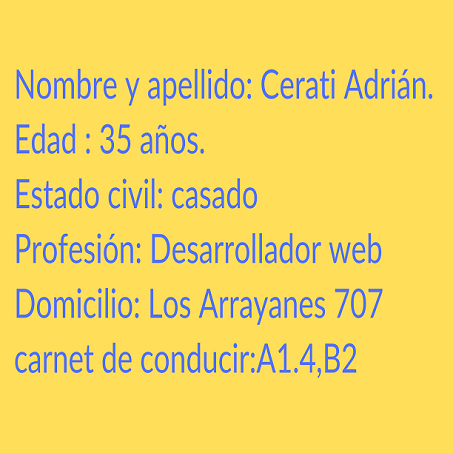 Nombre y apellido: Cerati Adrián.
Edad : 35 años.
Estado civil: casado
Profesión: Desarrollador web
Domicilio: Los Arrayanes 707
carnet de conducir:A1.4,B2